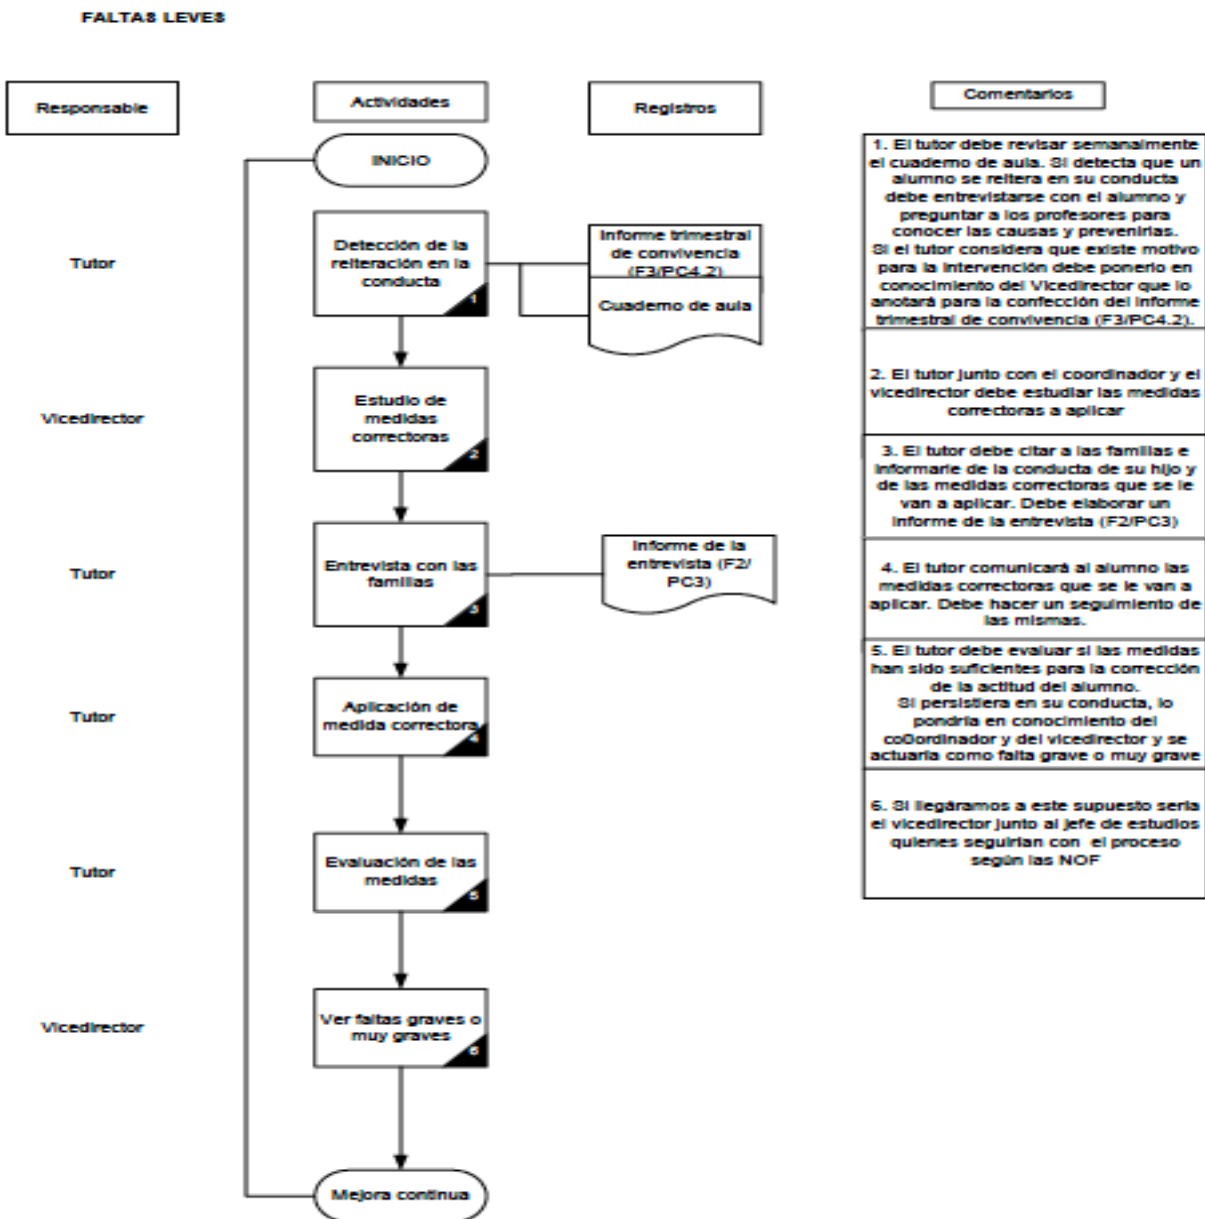 FALTAS LEVES
Responsable
Actividades
Registros
Comentarios
INICIO
Tutor
Detección de la
reiteración en la
conducta
1
Informe trimestral
de convivencia
(F3/PC4.2)
Cuaderno de aula
1. El tutor debe revisar semanalmente
el cuaderno de aula. Si detecta que un
alumno se reitera en su conducta
debe entrevistarse con el alumno y
preguntar a los profesores para
conocer las causas y prevenirlas.
Si el tutor considera que existe motivo
para la intervención debe ponerlo en
conocimiento del Vicedirector que lo
anotará para la confección del informe
trimestral de convivencia (F3/PC4.2).
Vicedirector
Estudio de
medidas
correctoras
2
2. El tutor junto con el coordinador y el
vicedirector debe estudiar las medidas
correctoras a aplicar
Tutor
Entrevista con las
familias
3
Informe de la
entrevista (F2/
PC3)
3. El tutor debe citar a las familias e
informarle de la conducta de su hijo y
de las medidas correctoras que se le
van a aplicar. Debe elaborar un
informe de la entrevista (F2/PC3)
Tutor
Aplicación de
medida correctora
4
4. El tutor comunicará al alumno las
medidas correctoras que se le van a
aplicar. Debe hacer un seguimiento de
las mismas.
Tutor
Evaluación de las
medidas
5
5. El tutor debe evaluar si las medidas
han sido suficientes para la corrección
de la actitud del alumno.
Si persistiera en su conducta, lo
pondría en conocimiento del
co0ordinador y del vicedirector y se
actuaría como falta grave o muy grave
Vicedirector
Ver faltas graves o
muy graves
6
6. Si llegáramos a este supuesto sería
el vicedirector junto al jefe de estudios
quienes seguirían con el proceso
según las NOF
Mejora continua